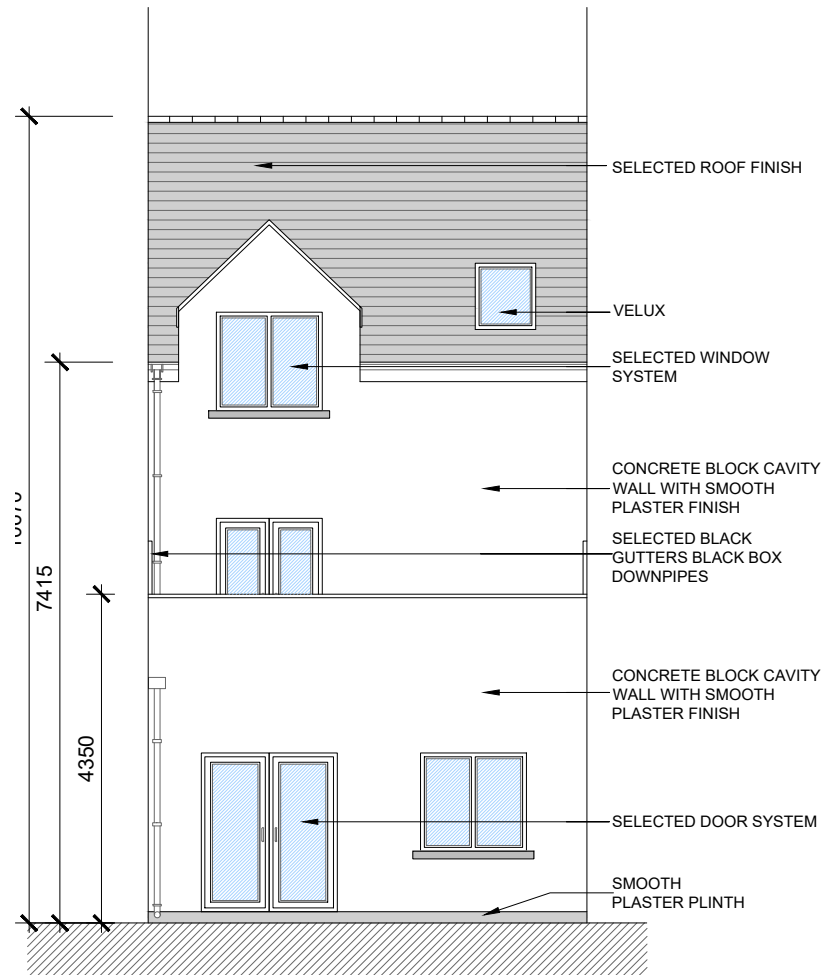 SELECTED ROOF FINISH
VELUX
SELECTED WINDOW
SYSTEM
CONCRETE BLOCK CAVITY
WALL WITH SMOOTH
PLASTER FINISH
SELECTED BLACK
GUTTERS BLACK BOX
DOWNPIPES
CONCRETE BLOCK CAVITY
WALL WITH SMOOTH
PLASTER FINISH
SELECTED DOOR SYSTEM
SMOOTH
PLASTER PLINTH
7415
4350